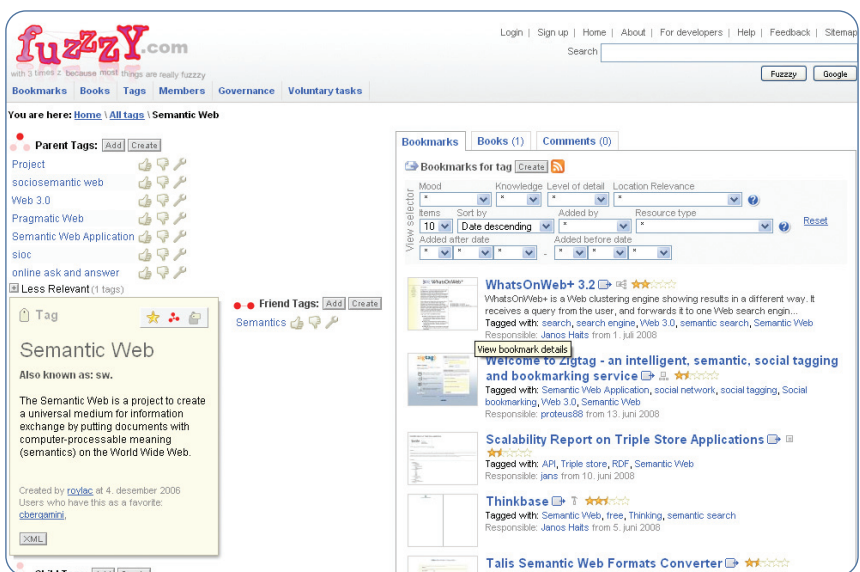 fuzzzy.com
Login | Sign up | Home | About | For developers | Help | Feedback | Sitemap
Search
with 3 times z because most things are really fuzzzy
Fuzzzy Google
Bookmarks Books Tags Members Governance Voluntary tasks
You are here: Home \ All tags \ Semantic Web
Parent Tags: Add Create
Project
sociosemantic web
Web 3.0
Pragmatic Web
Semantic Web Application
sioc
online ask and answer
Less Relevant (1 tags)
Tag
Semantic Web
Also known as: sw.
The Semantic Web is a project to create
a universal medium for information
exchange by putting documents with
computer-processable meaning
(semantics) on the World Wide Web.
Created by roylac at 4. desember 2006
Users who have this as a favorite:
cbergamini,
XML
Friend Tags: Add Create
Semantics
Bookmarks Books (1) Comments (0)
Bookmarks for tag Create
View selector
Mood Knowledge Level of detail Location Relevance
* * * *
Items Sort by Added by Resource type
10 Date descending * * Reset
Added after date Added before date
* * * - * * *
WhatsOnWeb+ 3.2
WhatsOnWeb+ is a Web clustering engine showing results in a different way. It
receives a query from the user, and forwards it to one Web search engin...
Tagged with: search, search engine, Web 3.0, semantic search, Semantic Web
Responsible: Janos Haits from 1. juli 2008
View bookmark details
Welcome to Zigtag - an intelligent, semantic, social tagging
and bookmarking service
Tagged with: Semantic Web Application, social network, social tagging, Social
bookmarking, Web 3.0, Semantic Web
Responsible: proteus88 from 13. juni 2008
Scalability Report on Triple Store Applications
Tagged with: API, Triple store, RDF, Semantic Web
Responsible: jans from 10. juni 2008
Thinkbase
Tagged with: Semantic Web, free, Thinking, semantic search
Responsible: Janos Haits from 5. juni 2008
Talis Semantic Web Formats Converter